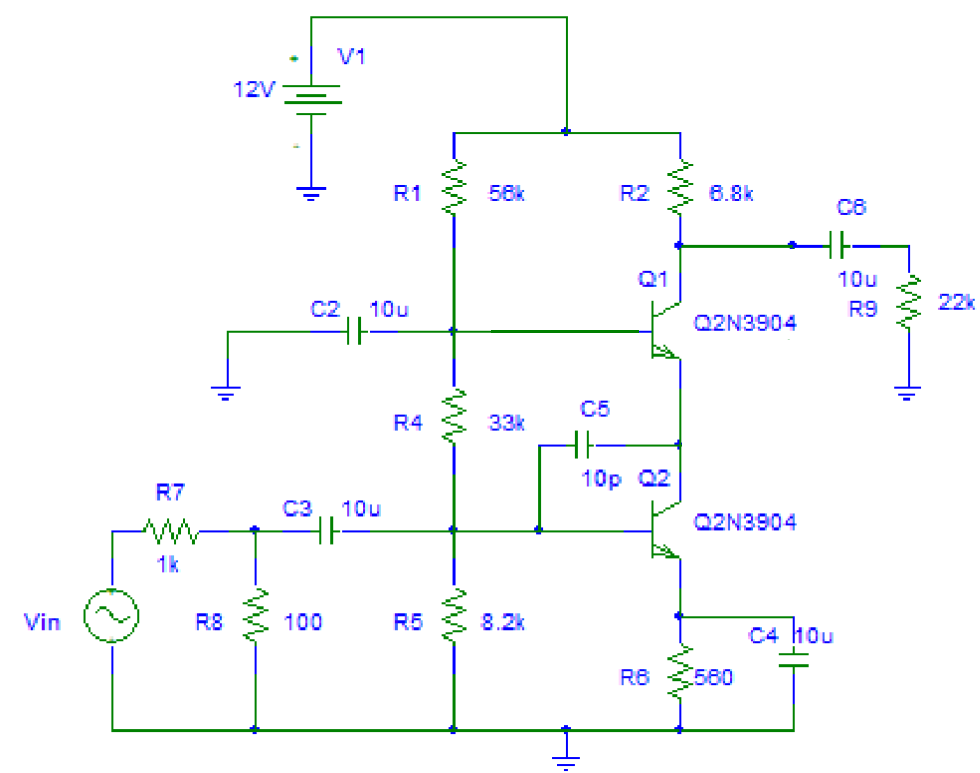 V1
12V
R1 56k
R2 6.8k
C6
10u
R9 22k
Q1
Q2N3904
C2 10u
R4 33k
C5
10p
Q2
Q2N3904
R7
1k
C3 10u
Vin
R8 100
R5 8.2k
R6 560
C4 10u